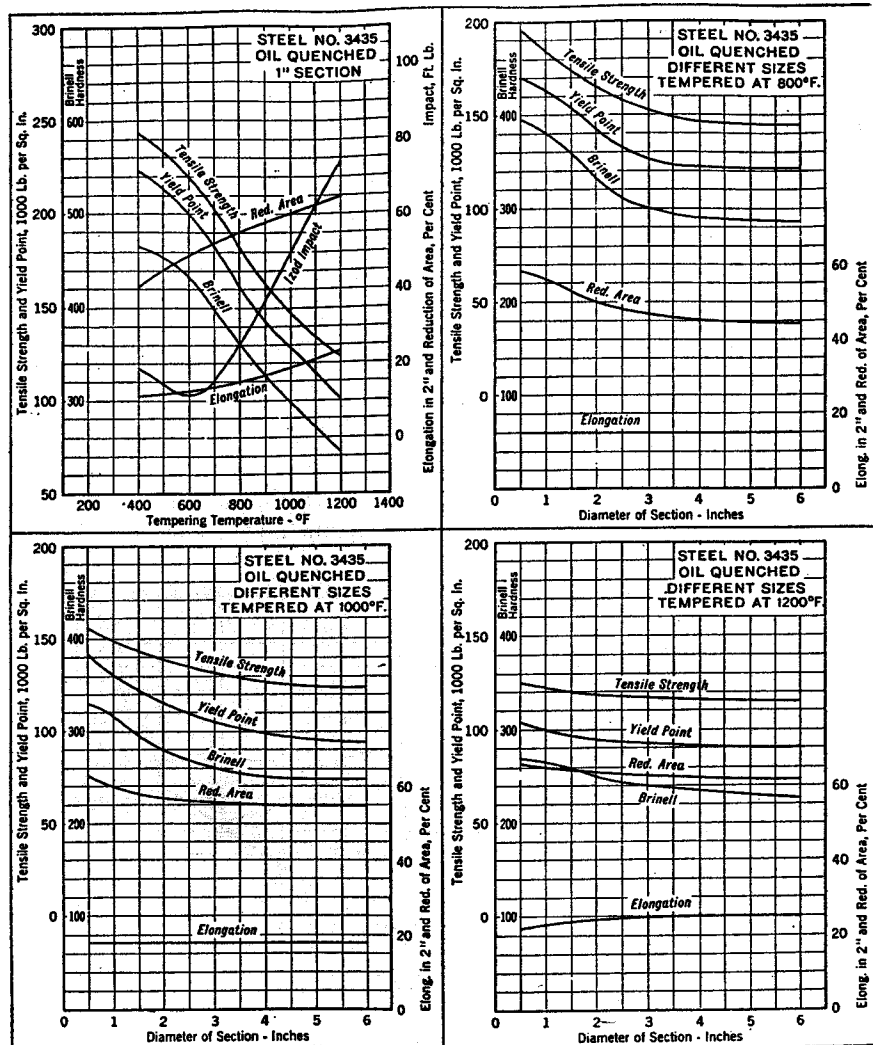 STEEL NO. 3435
OIL QUENCHED
1" SECTION
Tensile Strength and Yield Point, 1000 Lb. per Sq. In.
Brinell
Hardness
300
250
200
150
100
50
600
500
400
300
Tensile Strength
Yield Point
Red. Area
Izod Impact
Brinell
Elongation
100
80
60
40
20
0
Impact, Ft. Lb.
Elongation in 2" and Reduction of Area, Per Cent
200 400 600 800 1000 1200 1400
Tempering Temperature - °F
STEEL NO. 3435
OIL QUENCHED
DIFFERENT SIZES
TEMPERED AT 800°F.
Tensile Strength and Yield Point, 1000 Lb. per Sq. In.
Brinell
Hardness
200
150
100
50
0
400
300
200
100
Tensile Strength
Yield Point
Brinell
Red. Area
Elongation
60
40
20
0
Elong. in 2" and Red. of Area, Per Cent
0 1 2 3 4 5 6
Diameter of Section - Inches
STEEL NO. 3435
OIL QUENCHED
DIFFERENT SIZES
TEMPERED AT 1000°F.
Tensile Strength and Yield Point, 1000 Lb. per Sq. In.
Brinell
Hardness
200
150
100
50
0
400
300
200
100
Tensile Strength
Yield Point
Brinell
Red. Area
Elongation
60
40
20
0
Elong. in 2" and Red. of Area, Per Cent
0 1 2 3 4 5 6
Diameter of Section - Inches
STEEL NO. 3435
OIL QUENCHED
DIFFERENT SIZES
TEMPERED AT 1200°F.
Tensile Strength and Yield Point, 1000 Lb. per Sq. In.
Brinell
Hardness
200
150
100
50
0
400
300
200
100
Tensile Strength
Yield Point
Red. Area
Brinell
Elongation
60
40
20
0
Elong. in 2" and Red. of Area, Per Cent
0 1 2 3 4 5 6
Diameter of Section - Inches